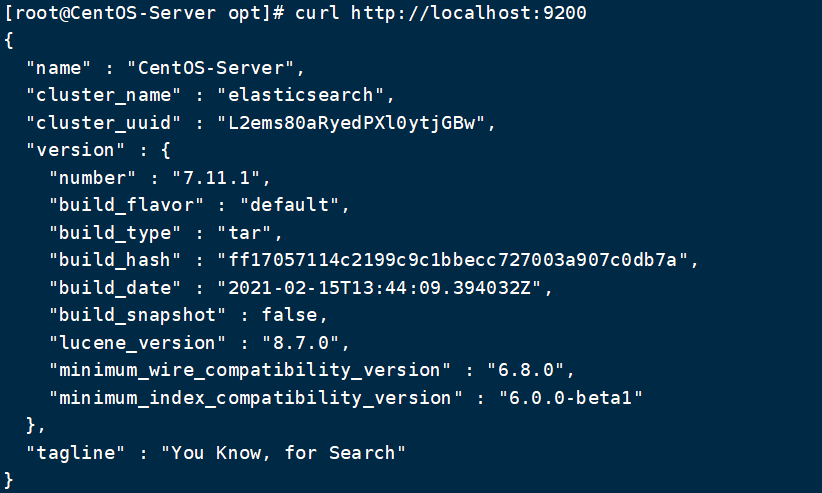 [root@CentOS-Server opt]# curl http://localhost:9200
{
  "name" : "CentOS-Server",
  "cluster_name" : "elasticsearch",
  "cluster_uuid" : "L2ems80aRyedPXl0ytjGBw",
  "version" : {
    "number" : "7.11.1",
    "build_flavor" : "default",
    "build_type" : "tar",
    "build_hash" : "ff17057114c2199c9c1bbecc727003a907c0db7a",
    "build_date" : "2021-02-15T13:44:09.394032Z",
    "build_snapshot" : false,
    "lucene_version" : "8.7.0",
    "minimum_wire_compatibility_version" : "6.8.0",
    "minimum_index_compatibility_version" : "6.0.0-beta1"
  },
  "tagline" : "You Know, for Search"
}